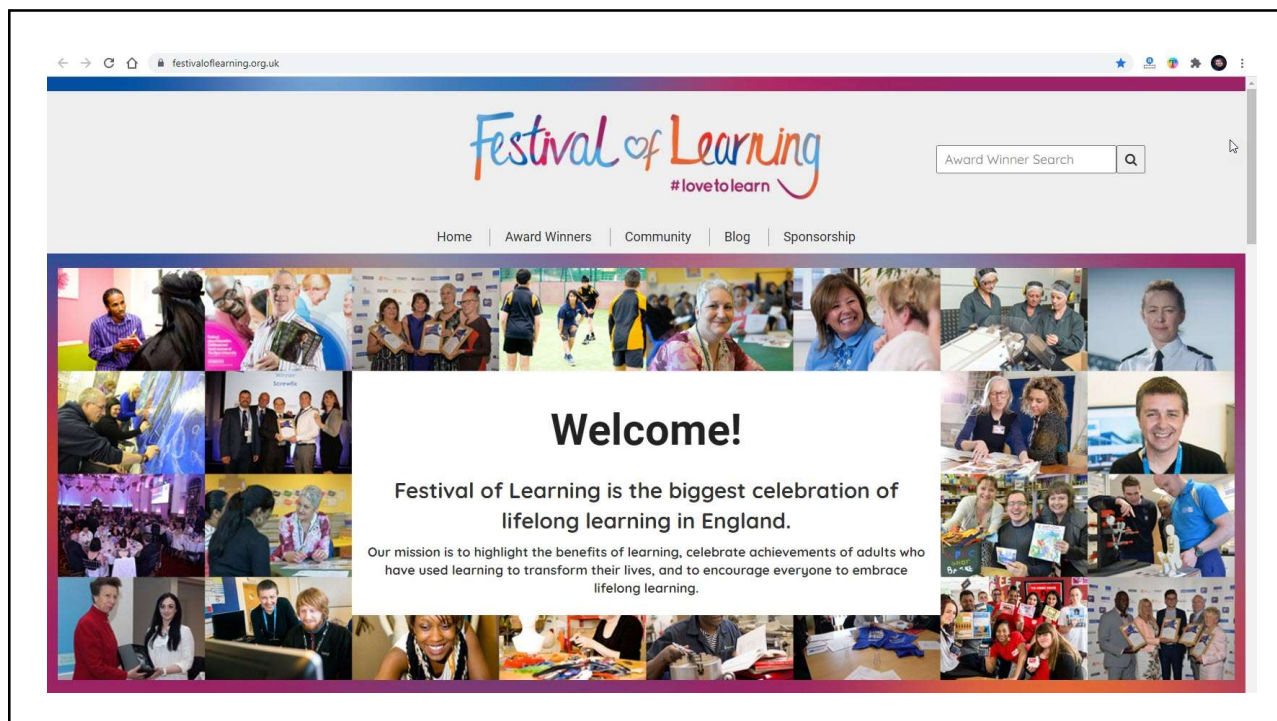 festivaloflearning.org.uk
Festival of Learning
#lovetolearn
Award Winner Search
Home
Award Winners
Community
Blog
Sponsorship
Winner
Screwfix
Welcome!
Festival of Learning is the biggest celebration of
lifelong learning in England.
Our mission is to highlight the benefits of learning, celebrate achievements of adults who
have used learning to transform their lives, and to encourage everyone to embrace
lifelong learning.